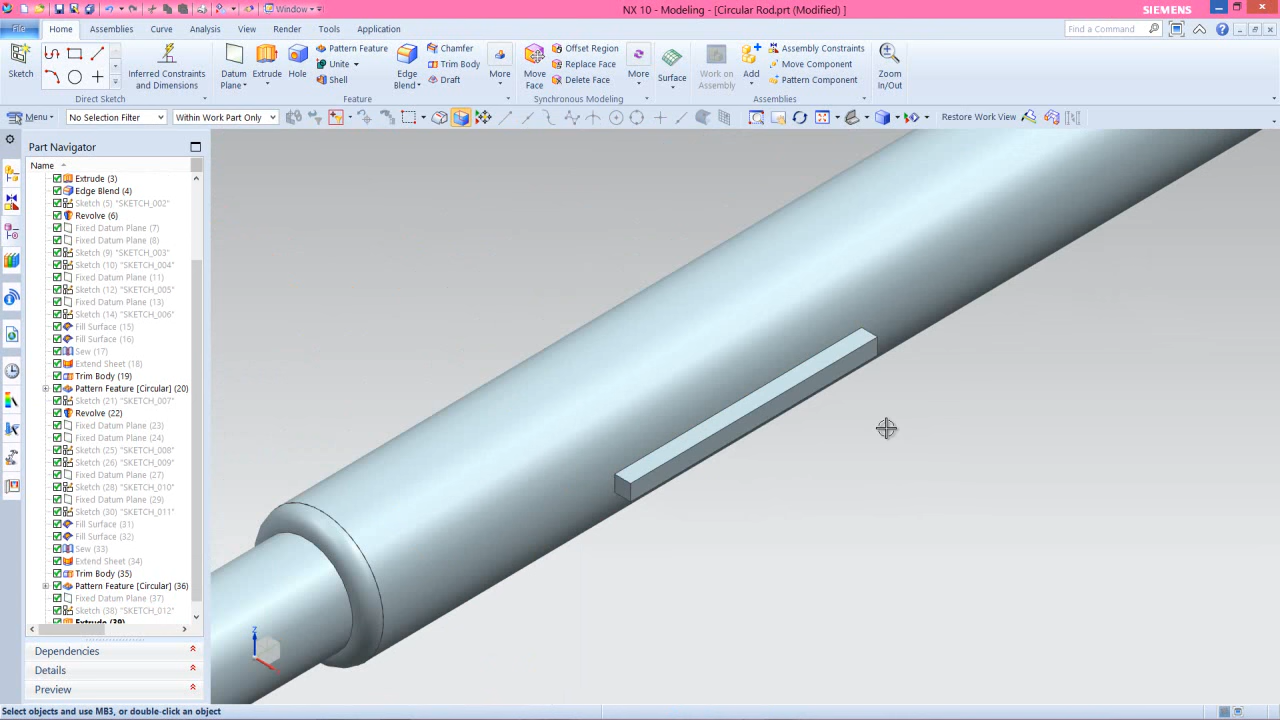 NX 10 - Modeling - [Circular Rod.prt (Modified) ]
SIEMENS
Window
File
Home
Assemblies
Curve
Analysis
View
Render
Tools
Application
Find a Command
Sketch
Inferred Constraints
and Dimensions
Direct Sketch
Datum
Plane
Extrude
Hole
Pattern Feature
Unite
Shell
Edge
Blend
Chamfer
Trim Body
Draft
More
Feature
Move
Face
Offset Region
Replace Face
Delete Face
More
Synchronous Modeling
Surface
Work on
Assembly
Add
Assembly Constraints
Move Component
Pattern Component
Assemblies
Zoom
In/Out
Menu
No Selection Filter
Within Work Part Only
Restore Work View
Part Navigator
Name
Extrude (3)
Edge Blend (4)
Sketch (5) "SKETCH_002"
Revolve (6)
Fixed Datum Plane (7)
Fixed Datum Plane (8)
Sketch (9) "SKETCH_003"
Sketch (10) "SKETCH_004"
Fixed Datum Plane (11)
Sketch (12) "SKETCH_005"
Fixed Datum Plane (13)
Sketch (14) "SKETCH_006"
Fill Surface (15)
Fill Surface (16)
Sew (17)
Extend Sheet (18)
Trim Body (19)
Pattern Feature [Circular] (20)
Sketch (21) "SKETCH_007"
Revolve (22)
Fixed Datum Plane (23)
Fixed Datum Plane (24)
Sketch (25) "SKETCH_008"
Sketch (26) "SKETCH_009"
Fixed Datum Plane (27)
Sketch (28) "SKETCH_010"
Fixed Datum Plane (29)
Sketch (30) "SKETCH_011"
Fill Surface (31)
Fill Surface (32)
Sew (33)
Extend Sheet (34)
Trim Body (35)
Pattern Feature [Circular] (36)
Fixed Datum Plane (37)
Sketch (38) "SKETCH_012"
Extrude (39)
Dependencies
Details
Preview
Z
Select objects and use MB3, or double-click an object